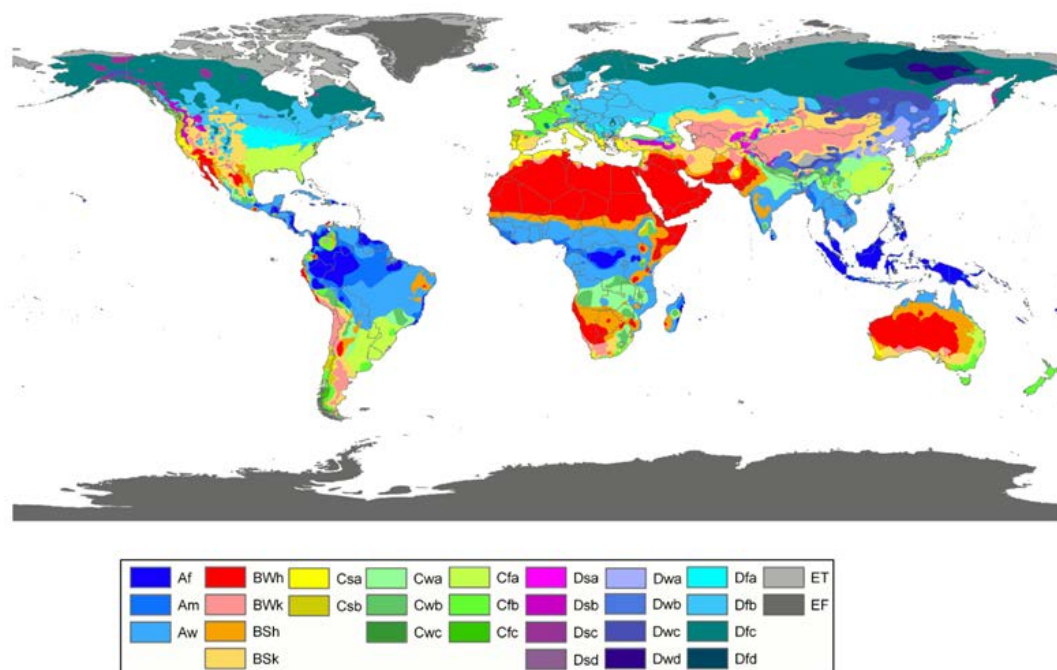 Af BWh Csa Cwa Cfa Dsa Dwa Dfa ET
Am BWk Csb Cwb Cfb Dsb Dwb Dfb EF
Aw BSh Cwc Cfc Dsc Dwc Dfc
BSk Dsd Dwd Dfd